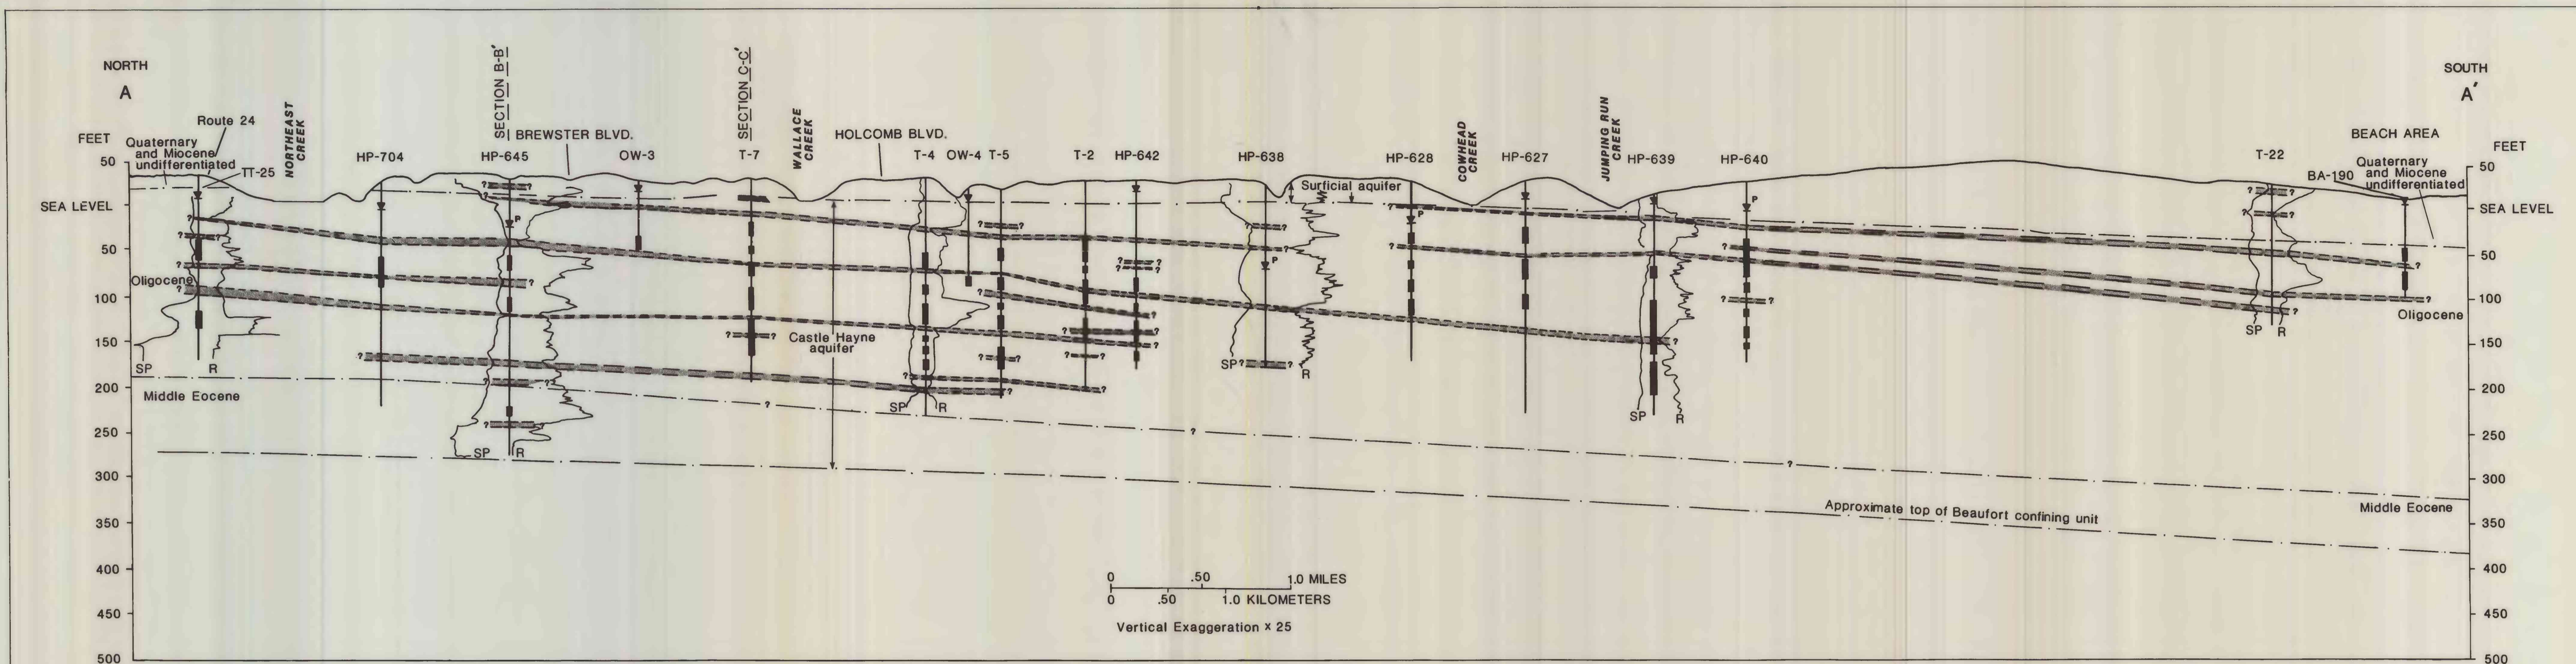 NORTH
A
SECTION B-B'
SECTION C-C'
SOUTH
A'
Route 24
NORTHEAST
CREEK
BREWSTER BLVD.
WALLACE
CREEK
HOLCOMB BLVD.
COWHEAD
CREEK
JUMPING RUN
CREEK
BEACH AREA
FEET
Quaternary
and Miocene
undifferentiated
TT-25
HP-704
HP-645
OW-3
T-7
T-4
OW-4
T-5
T-2
HP-642
HP-638
HP-628
HP-627
HP-639
HP-640
T-22
BA-190
Quaternary
and Miocene
undifferentiated
FEET
50
SEA LEVEL
50
100
150
200
250
300
350
400
450
500
50
SEA LEVEL
50
100
150
200
250
300
350
400
450
500
Surficial aquifer
P
P
P
P
Oligocene
Oligocene
Castle Hayne
aquifer
SP
R
SP
R
SP
R
SP
R
SP
R
SP
R
Middle Eocene
Middle Eocene
Approximate top of Beaufort confining unit
0 .50 1.0 MILES
0 .50 1.0 KILOMETERS
Vertical Exaggeration x 25